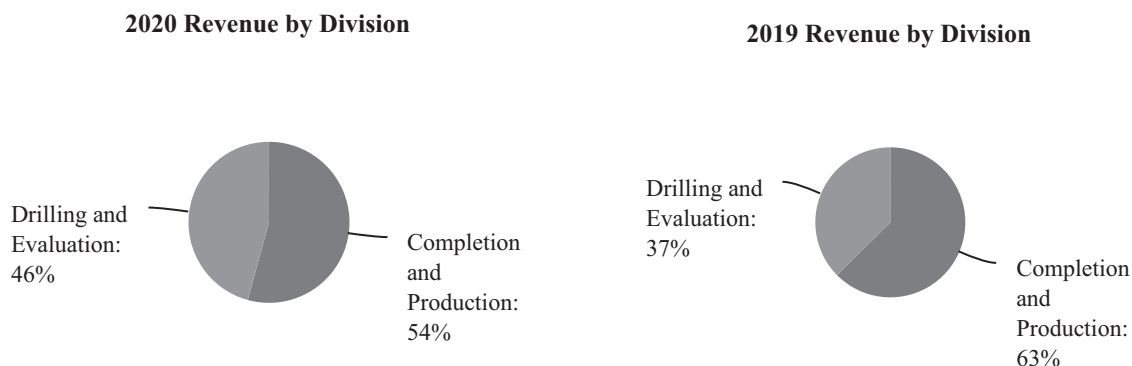 2020 Revenue by Division
Drilling and
Evaluation:
46%
Completion
and
Production:
54%
2019 Revenue by Division
Drilling and
Evaluation:
37%
Completion
and
Production:
63%